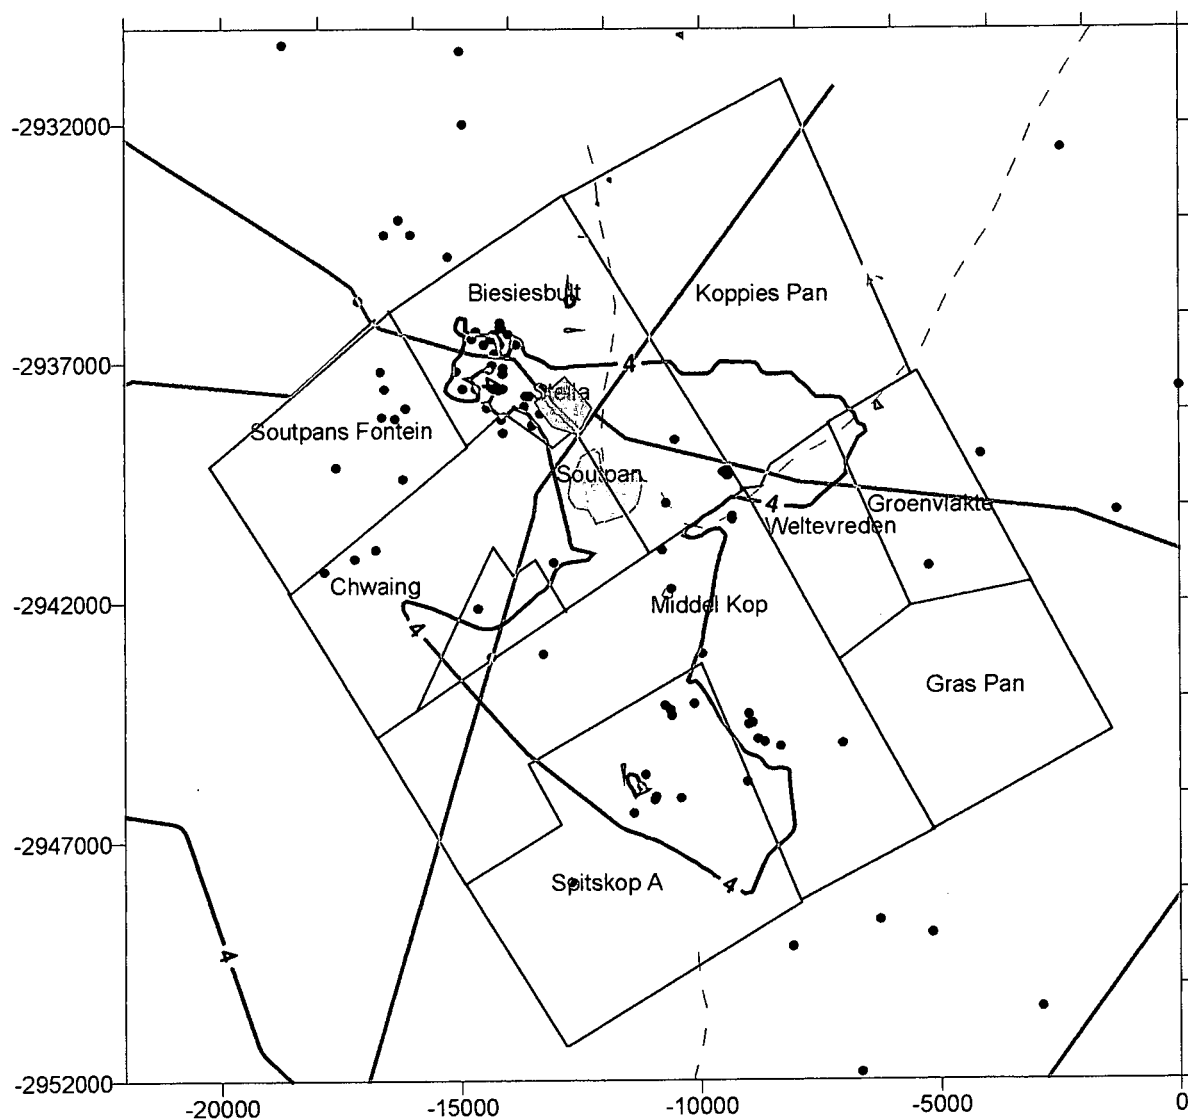 -2932000
Biesiesbult
Koppies Pan
-2937000
4
Stella
Soutpans Fontein
Soutpan
4
Groenvlakte
Weltevreden
Chwaing
-2942000
Middel Kop
4
Gras Pan
-2947000
Spitskop A
4
4
-2952000
-20000
-15000
-10000
-5000
0